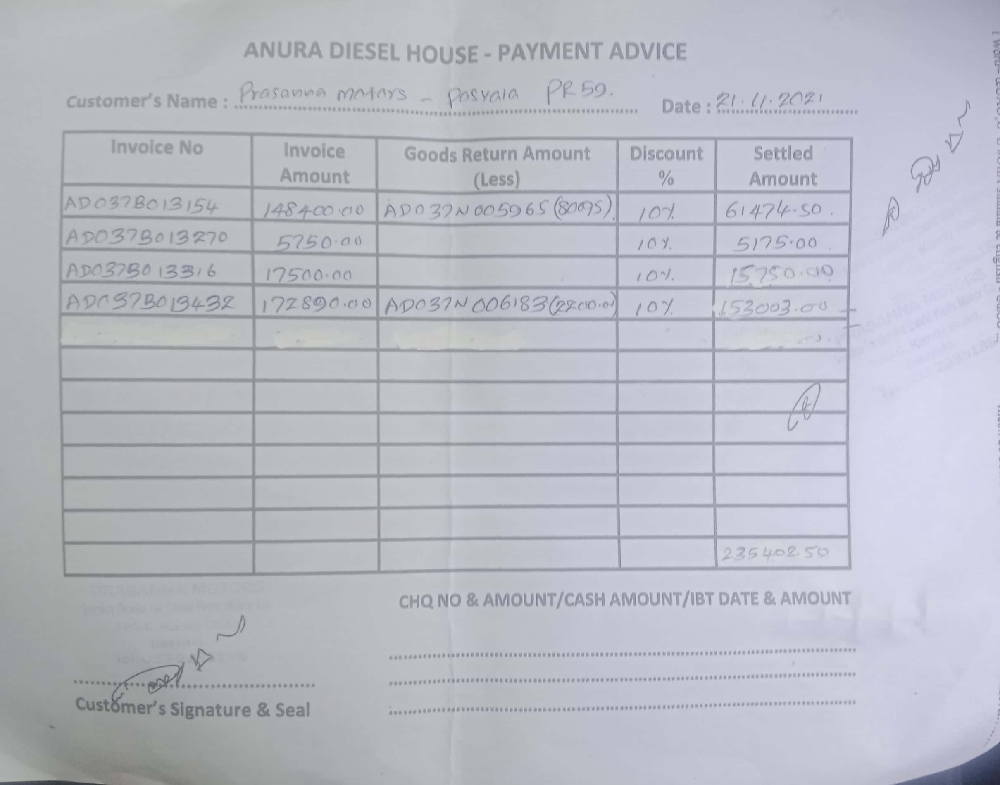 ANURA DIESEL HOUSE - PAYMENT ADVICE
Customer's Name : Prasanna Motors - Pasyala PR59.
Date : 21.11.2021
Invoice No Invoice Amount Goods Return Amount (Less) Discount % Settled Amount
AD037B013154 148400.00 AD037N005965 (80095) 10% 61474.50
AD037B013270 5750.00 10% 5175.00
AD037B013316 17500.00 10% 15750.00
AD037B013432 172890.00 AD037N006183 (2200.00) 10% 153003.00
235402.50
CHQ NO & AMOUNT/CASH AMOUNT/IBT DATE & AMOUNT
Customer's Signature & Seal